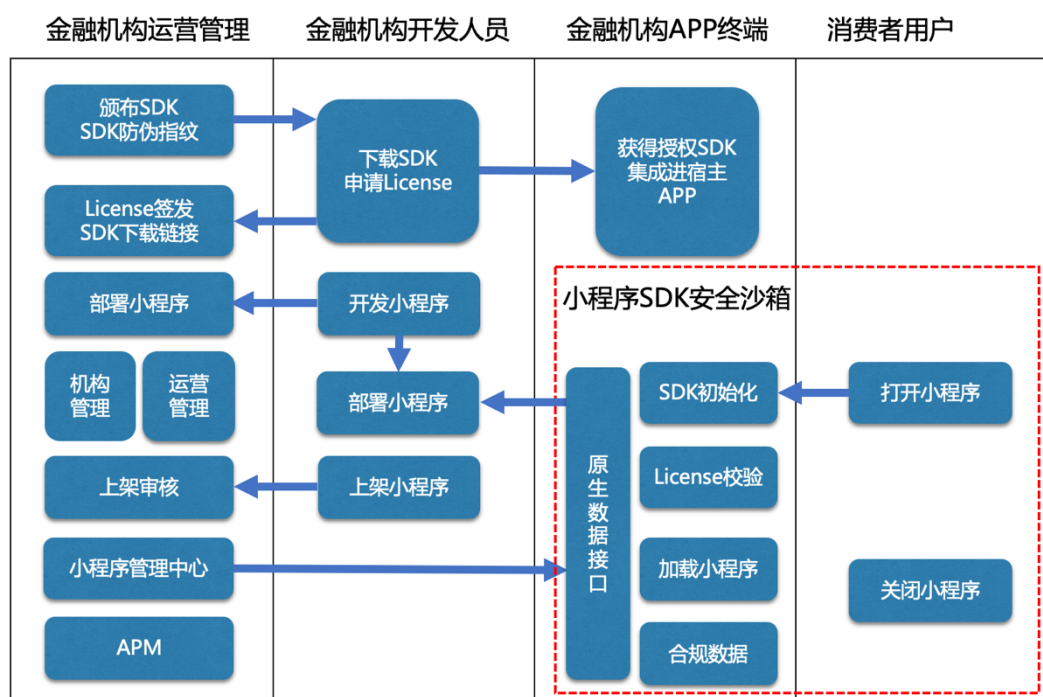 金融机构运营管理
金融机构开发人员
金融机构APP终端
消费者用户
颁布SDK
SDK防伪指纹
下载SDK
申请License
获得授权SDK
集成进宿主
APP
License签发
SDK下载链接
部署小程序
开发小程序
小程序SDK安全沙箱
机构
管理
运营
管理
部署小程序
原生数据接口
SDK初始化
打开小程序
上架审核
上架小程序
License校验
小程序管理中心
加载小程序
关闭小程序
APM
合规数据